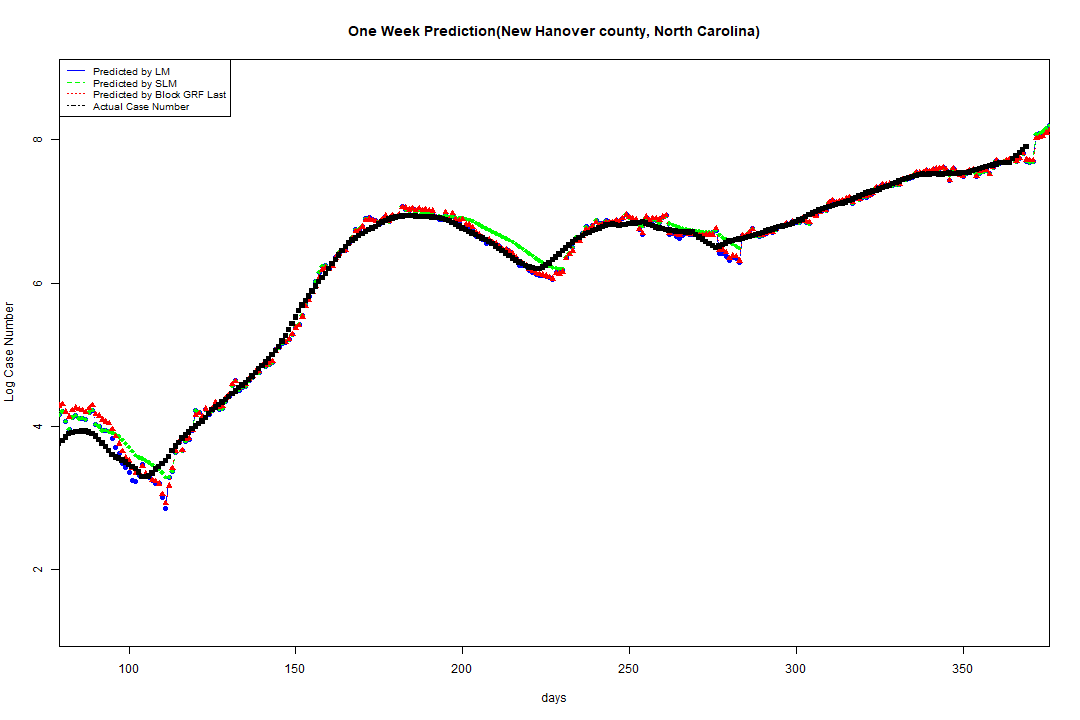 One Week Prediction(New Hanover county, North Carolina)
Predicted by LM
Predicted by SLM
Predicted by Block GRF Last
Actual Case Number
8
6
4
2
Log Case Number
100 150 200 250 300 350
days